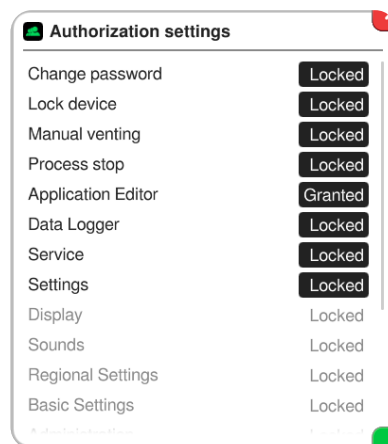 Authorization settings
Change password Locked
Lock device Locked
Manual venting Locked
Process stop Locked
Application Editor Granted
Data Logger Locked
Service Locked
Settings Locked
Display Locked
Sounds Locked
Regional Settings Locked
Basic Settings Locked